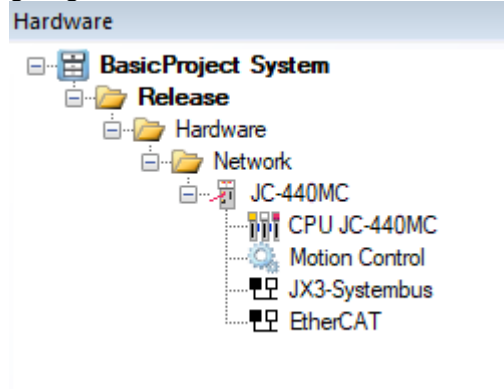 Hardware
BasicProject System
Release
Hardware
Network
JC-440MC
CPU JC-440MC
Motion Control
JX3-Systembus
EtherCAT